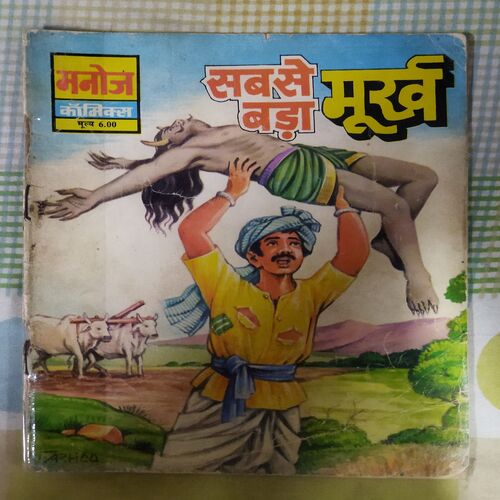 मनोज
कॉमिक्स
मूल्य 6.00
सबसे
बड़ा
मूर्ख